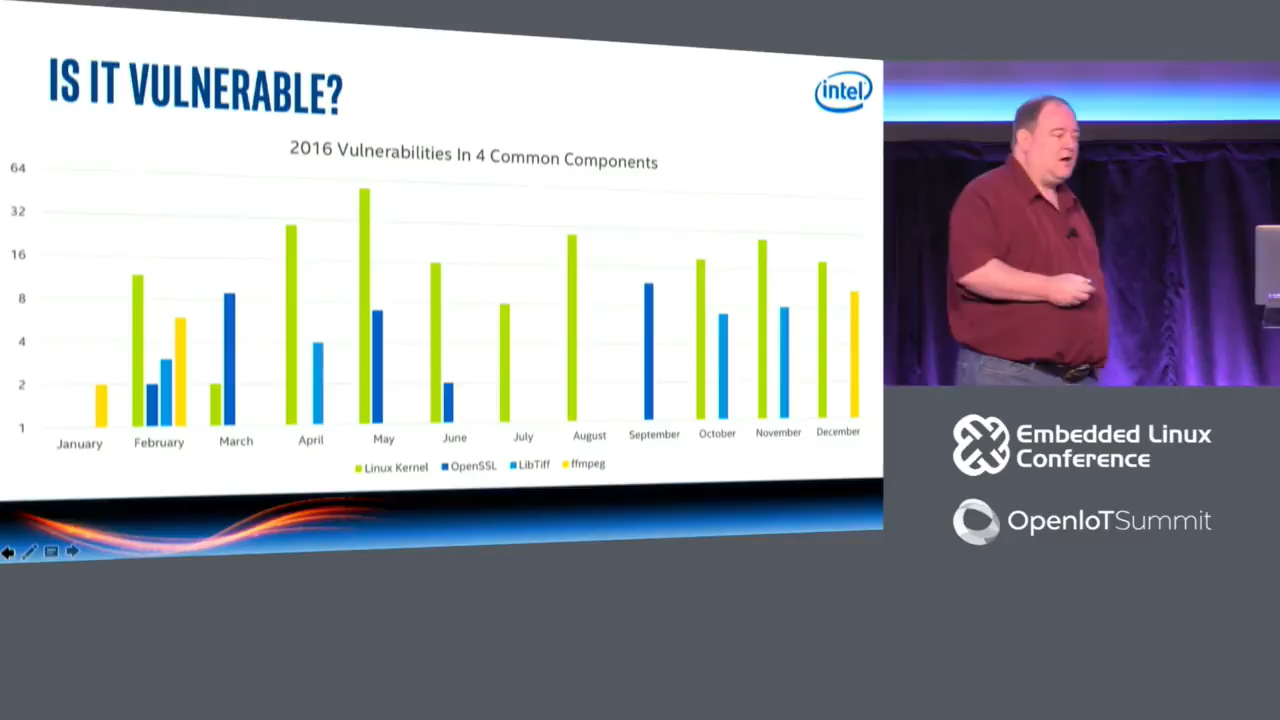 IS IT VULNERABLE?
intel
2016 Vulnerabilities In 4 Common Components
64
32
16
8
4
2
1
January February March April May June July August September October November December
Linux Kernel OpenSSL LibTiff ffmpeg
Embedded Linux
Conference
OpenIoTSummit